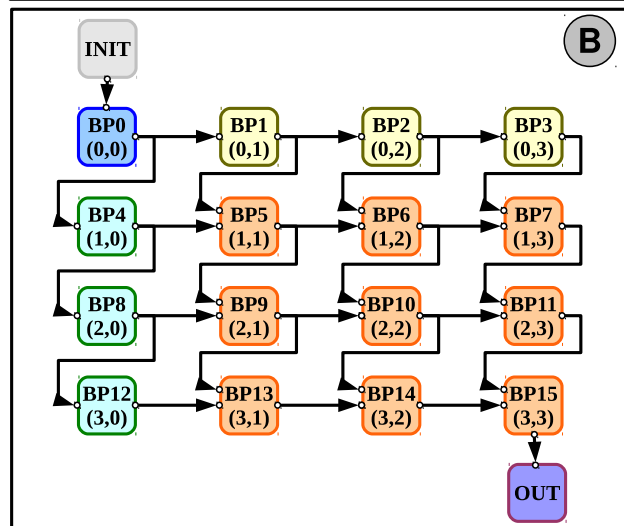 B
INIT
BP0
(0,0)
BP1
(0,1)
BP2
(0,2)
BP3
(0,3)
BP4
(1,0)
BP5
(1,1)
BP6
(1,2)
BP7
(1,3)
BP8
(2,0)
BP9
(2,1)
BP10
(2,2)
BP11
(2,3)
BP12
(3,0)
BP13
(3,1)
BP14
(3,2)
BP15
(3,3)
OUT